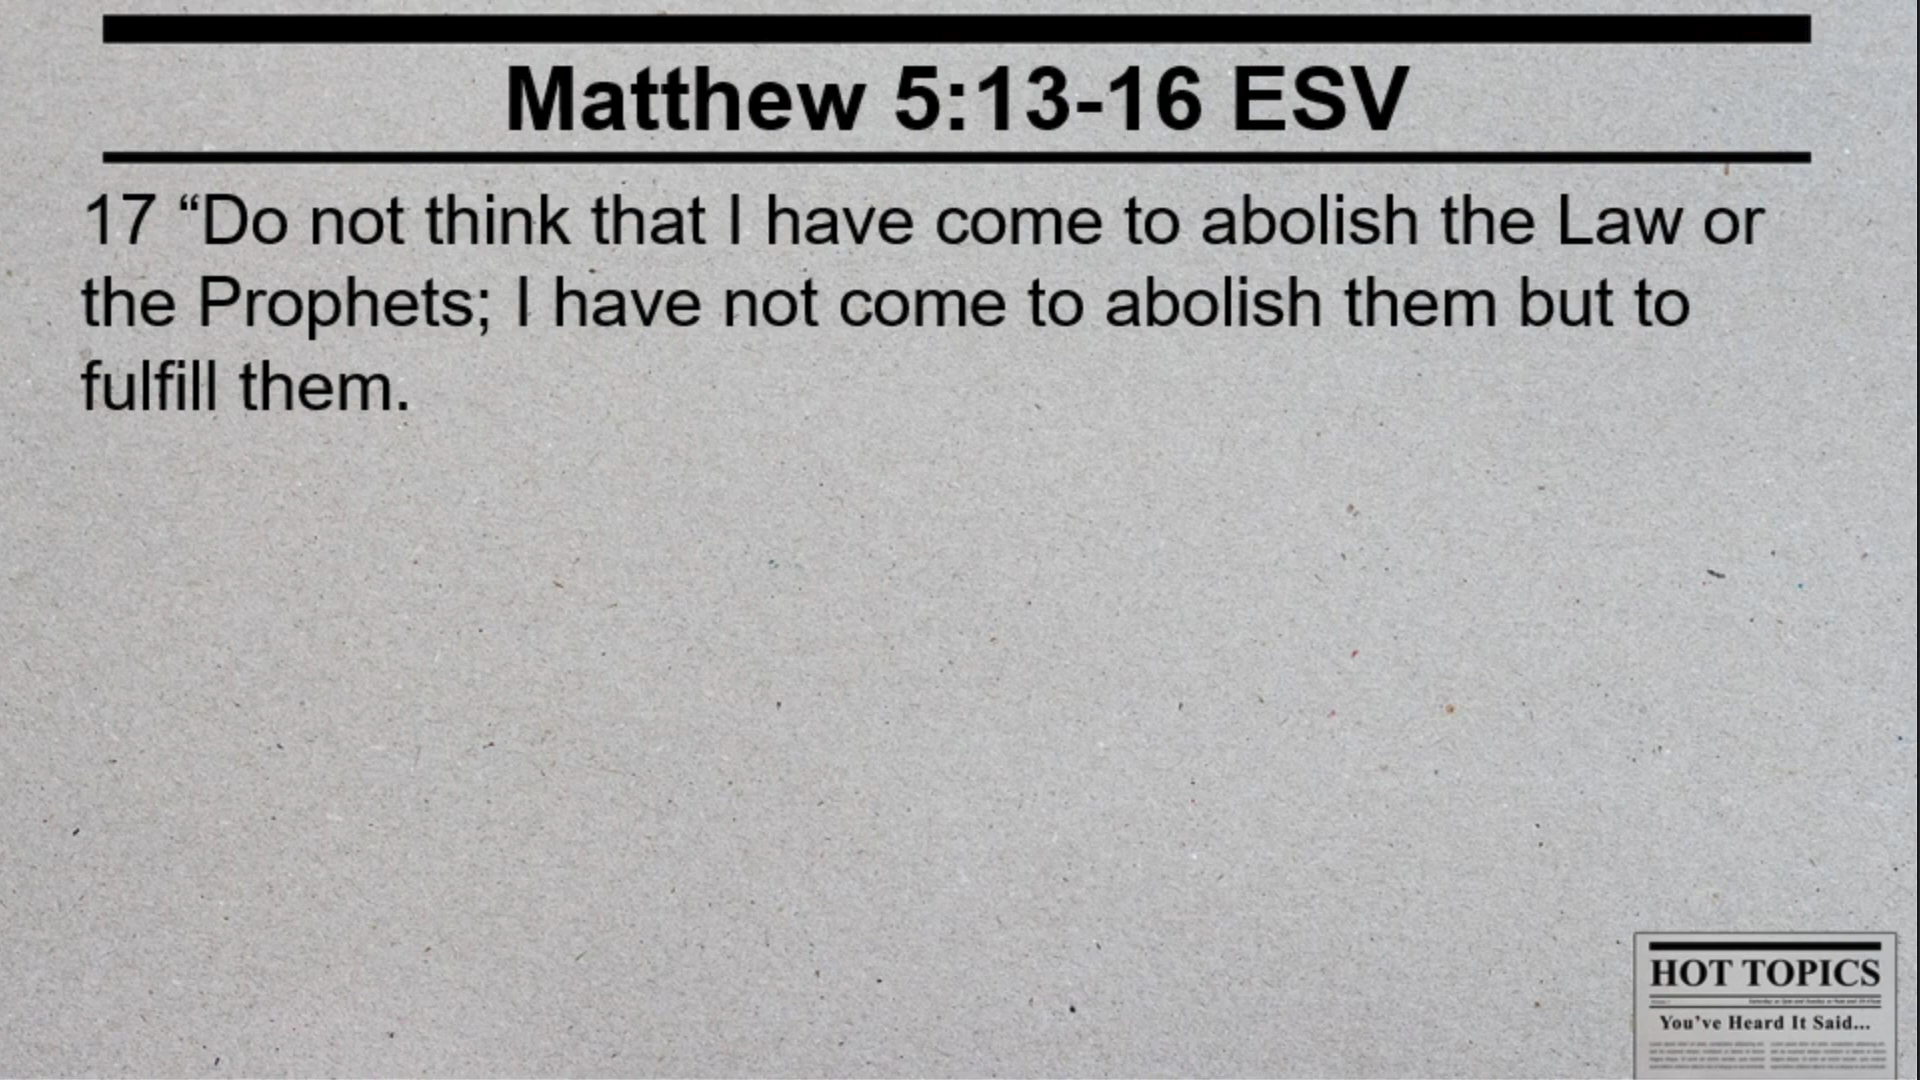 Matthew 5:13-16 ESV
17 “Do not think that I have come to abolish the Law or
the Prophets; I have not come to abolish them but to
fulfill them.
HOT TOPICS
You’ve Heard It Said...